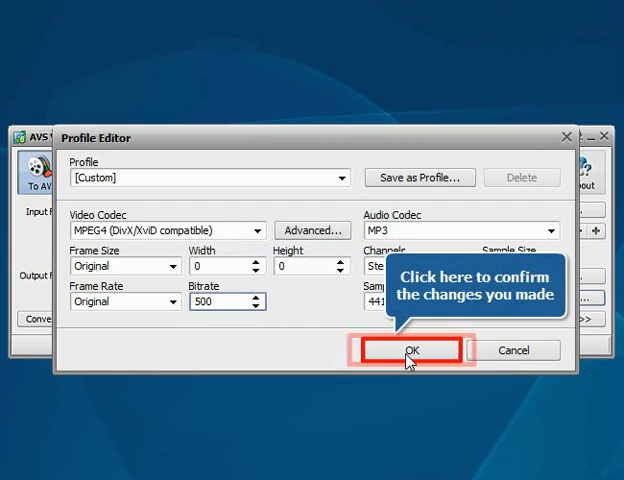 AVS
Profile Editor
Profile
[Custom]
Save as Profile...
Delete
To AV
out
Input F
Video Codec
MPEG4 (DivX/XviD compatible)
Advanced...
Audio Codec
MP3
Frame Size
Width
Height
Channels
Sample Size
Original
0
0
Ste
Output F
Frame Rate
Bitrate
Sam
Original
500
441
Click here to confirm
the changes you made
Conve
>>
OK
Cancel